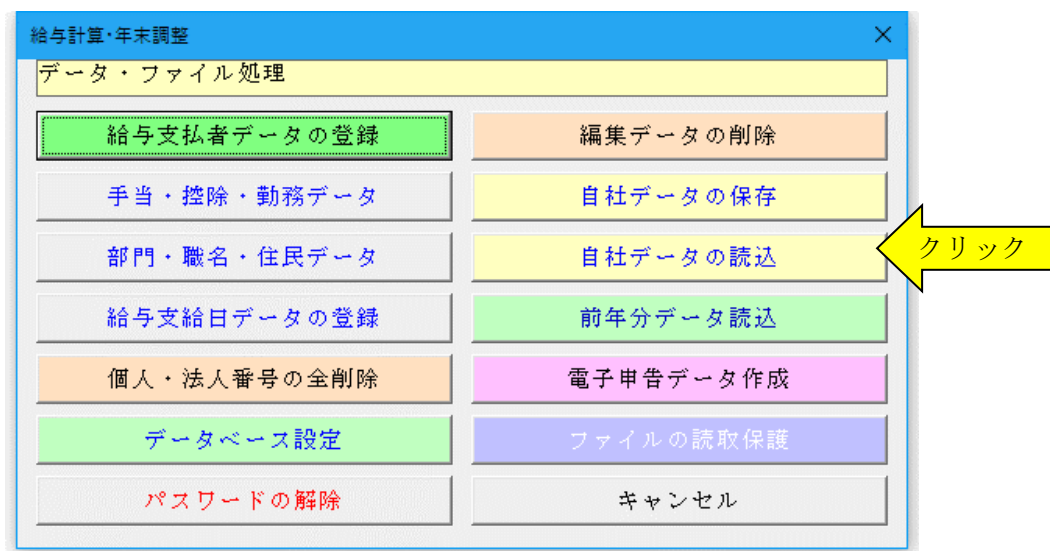 給与計算・年末調整
データ・ファイル処理
給与支払者データの登録
編集データの削除
手当・控除・勤務データ
自社データの保存
部門・職名・住民データ
自社データの読込
クリック
給与支給日データの登録
前年分データ読込
個人・法人番号の全削除
電子申告データ作成
データベース設定
ファイルの読取保護
パスワードの解除
キャンセル